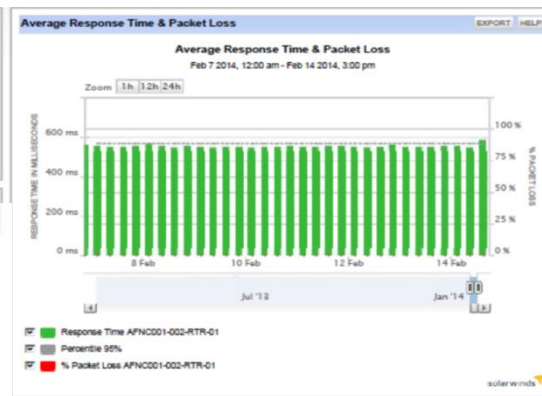 Average Response Time & Packet Loss
EXPORT HELP
Average Response Time & Packet Loss
Feb 7 2014, 12:00 am - Feb 14 2014, 3:00 pm
Zoom 1h 12h 24h
RESPONSE TIME IN MILLISECONDS
600 ms
400 ms
200 ms
0 ms
100 %
75 %
50 %
25 %
0 %
% PACKET LOSS
8 Feb 10 Feb 12 Feb 14 Feb
Jul '13 Jan '14
Response Time AFNC001-002-RTR-01
Percentile 95%
% Packet Loss AFNC001-002-RTR-01
solarwinds